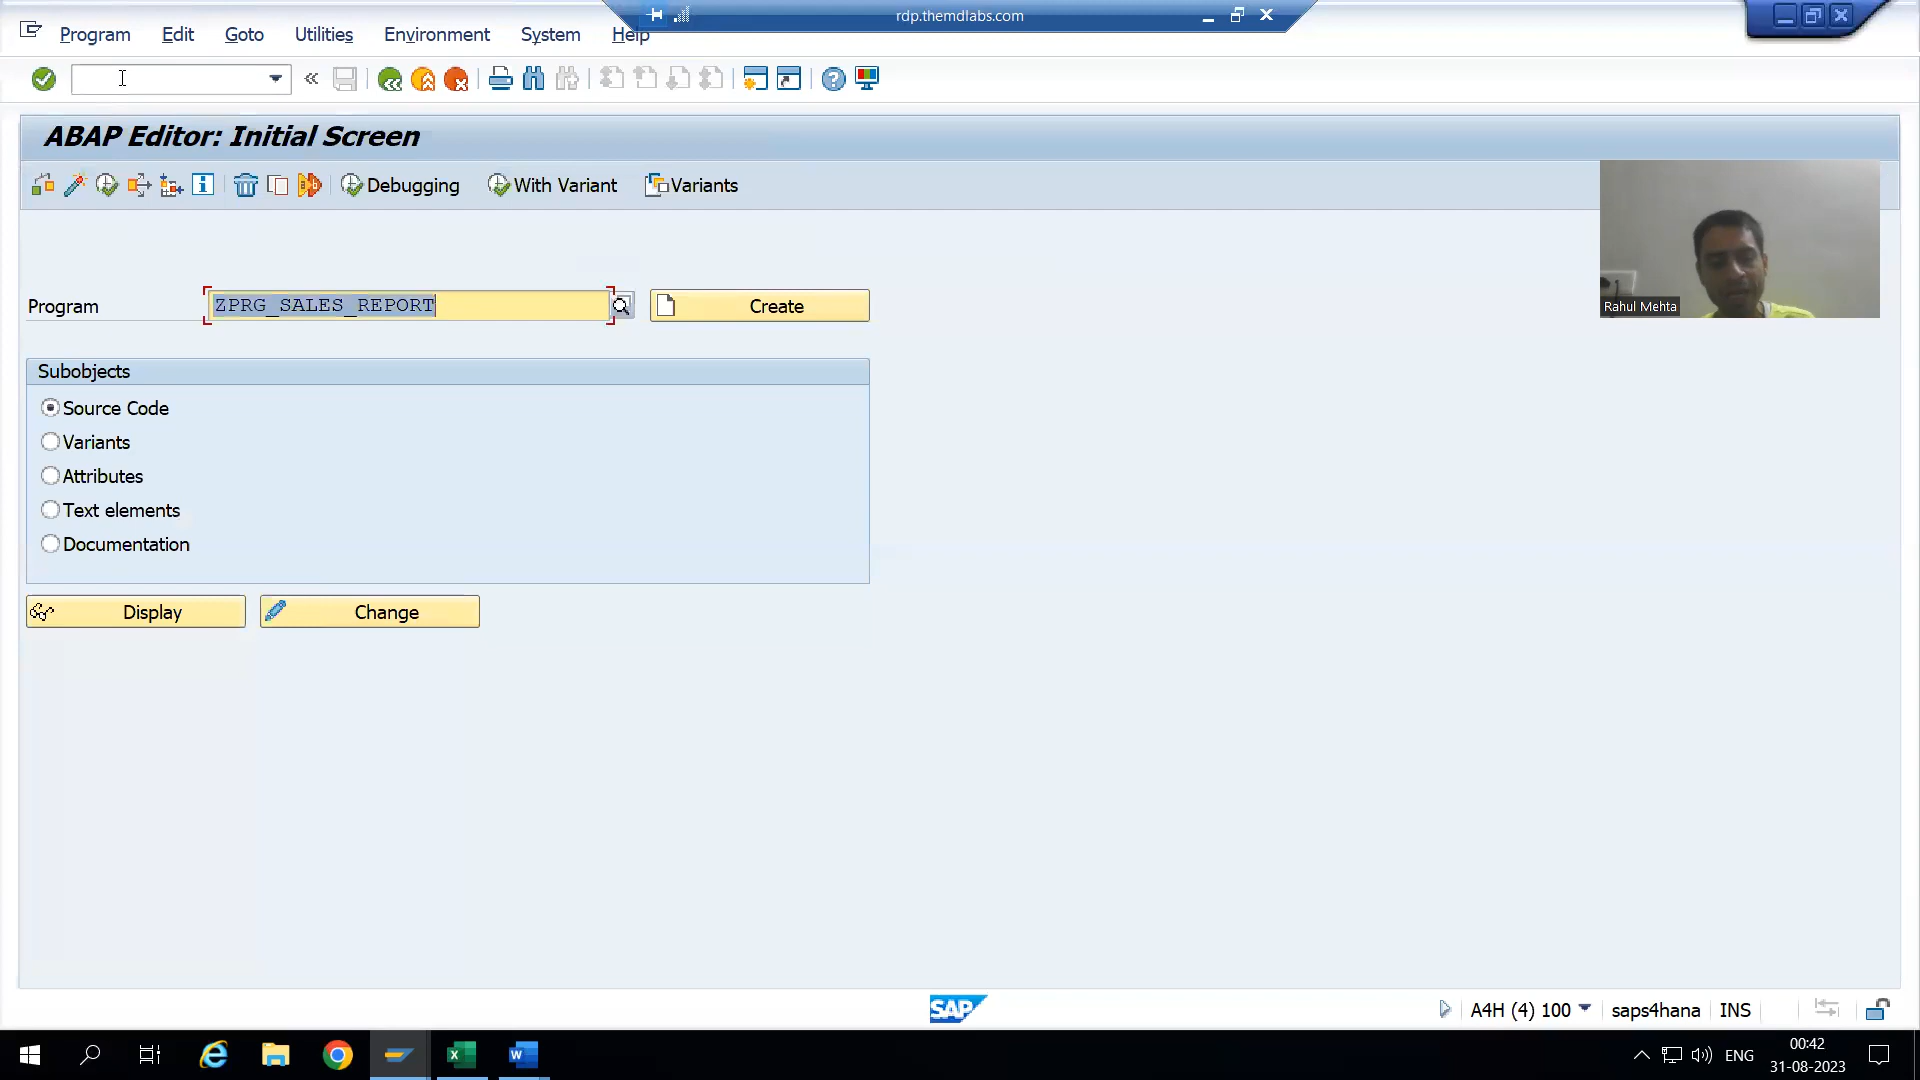 rdp.themdlabs.com
Program Edit Goto Utilities Environment System Help
ABAP Editor: Initial Screen
Debugging With Variant Variants
Rahul Mehta
Program ZPRG_SALES_REPORT Create
Subobjects
Source Code
Variants
Attributes
Text elements
Documentation
Display Change
SAP
A4H (4) 100 saps4hana INS
ENG
00:42
31-08-2023